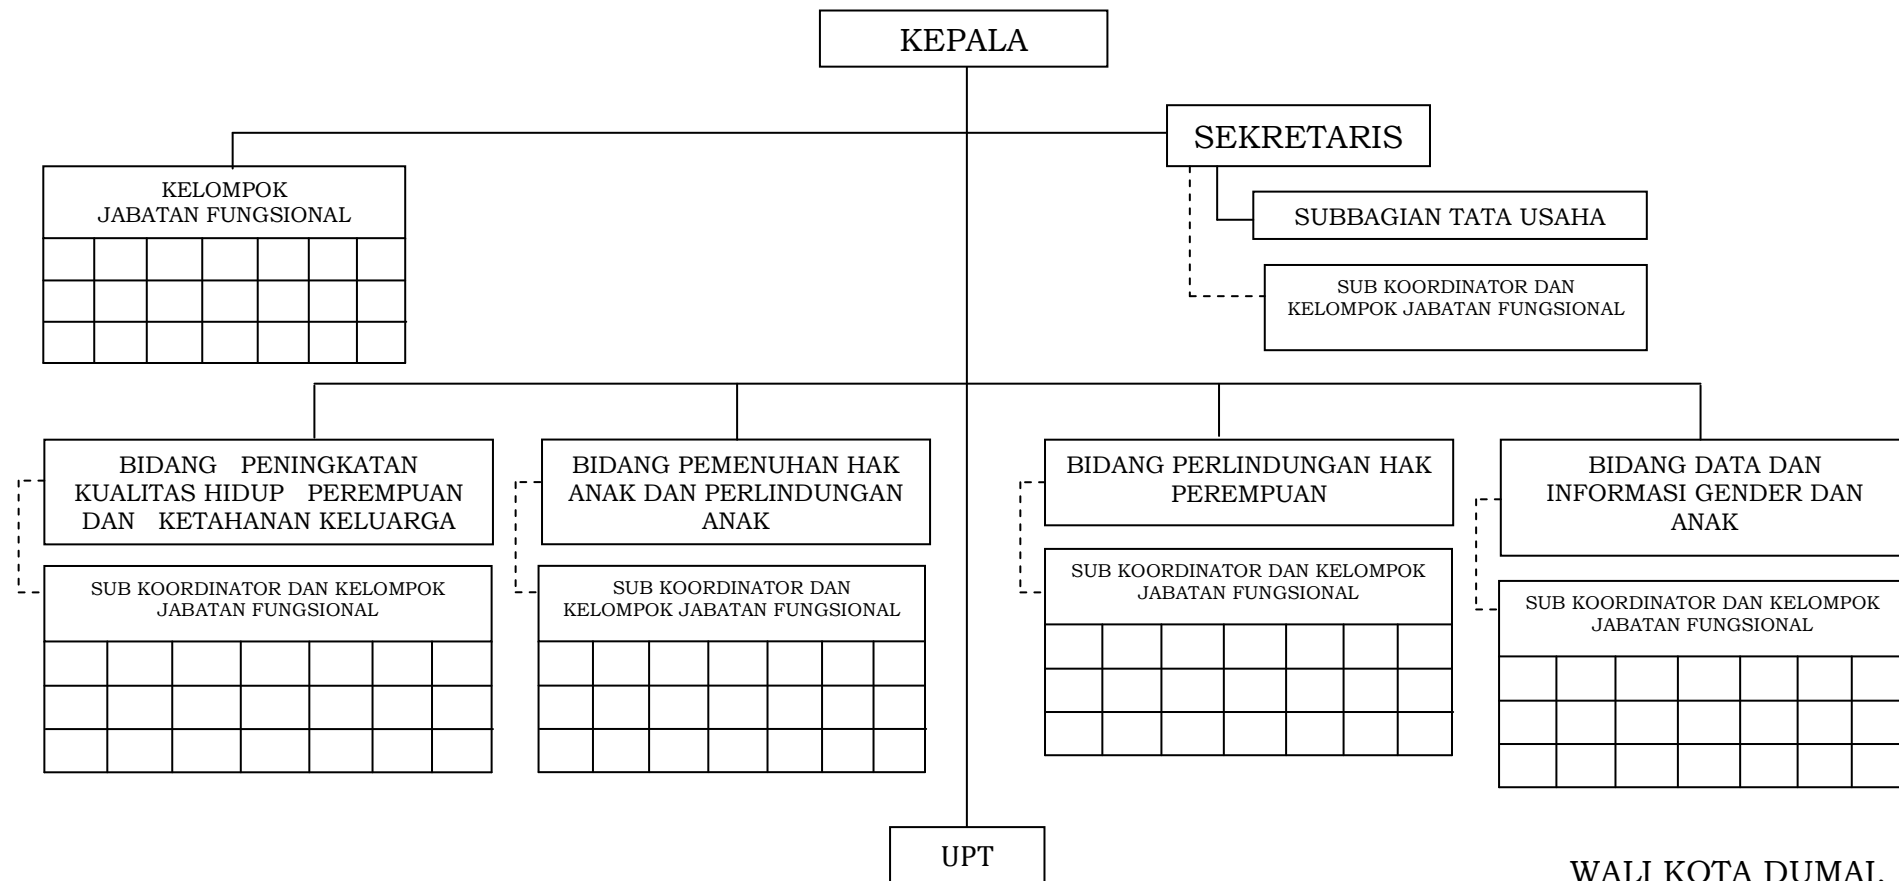 KEPALA
SEKRETARIS
KELOMPOK
JABATAN FUNGSIONAL
SUBBAGIAN TATA USAHA
SUB KOORDINATOR DAN
KELOMPOK JABATAN FUNGSIONAL
BIDANG PENINGKATAN
KUALITAS HIDUP PEREMPUAN
DAN KETAHANAN KELUARGA
BIDANG PEMENUHAN HAK
ANAK DAN PERLINDUNGAN
ANAK
BIDANG PERLINDUNGAN HAK
PEREMPUAN
BIDANG DATA DAN
INFORMASI GENDER DAN
ANAK
SUB KOORDINATOR DAN KELOMPOK
JABATAN FUNGSIONAL
SUB KOORDINATOR DAN
KELOMPOK JABATAN FUNGSIONAL
SUB KOORDINATOR DAN KELOMPOK
JABATAN FUNGSIONAL
SUB KOORDINATOR DAN KELOMPOK
JABATAN FUNGSIONAL
UPT
WALI KOTA DUMAI,